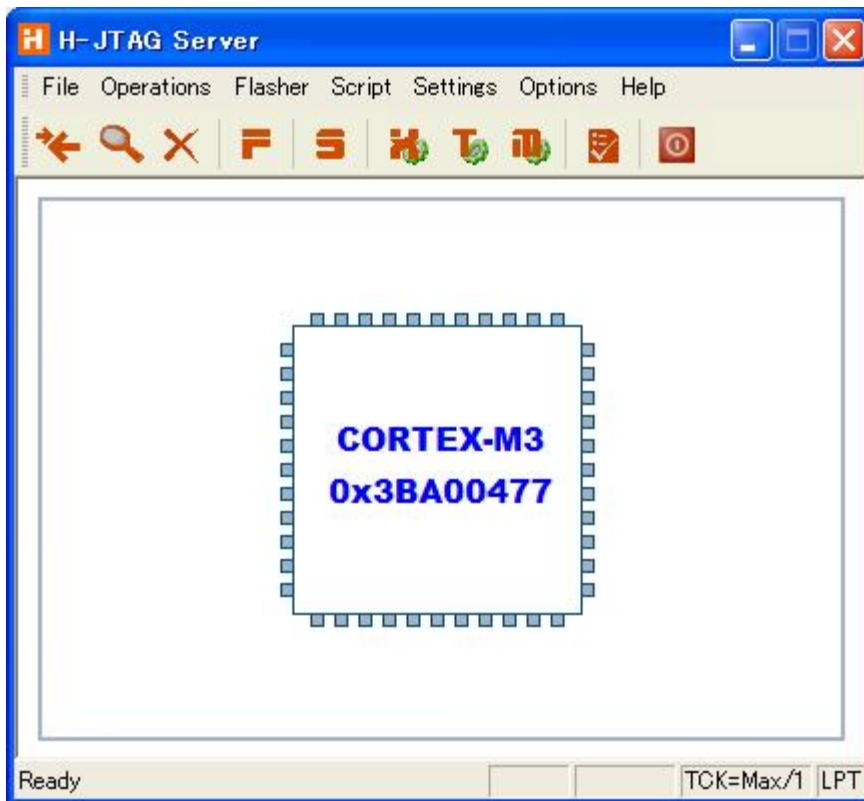 H-JTAG Server
File Operations Flasher Script Settings Options Help
CORTEX-M3
0x3BA00477
Ready TCK=Max/1 LPT